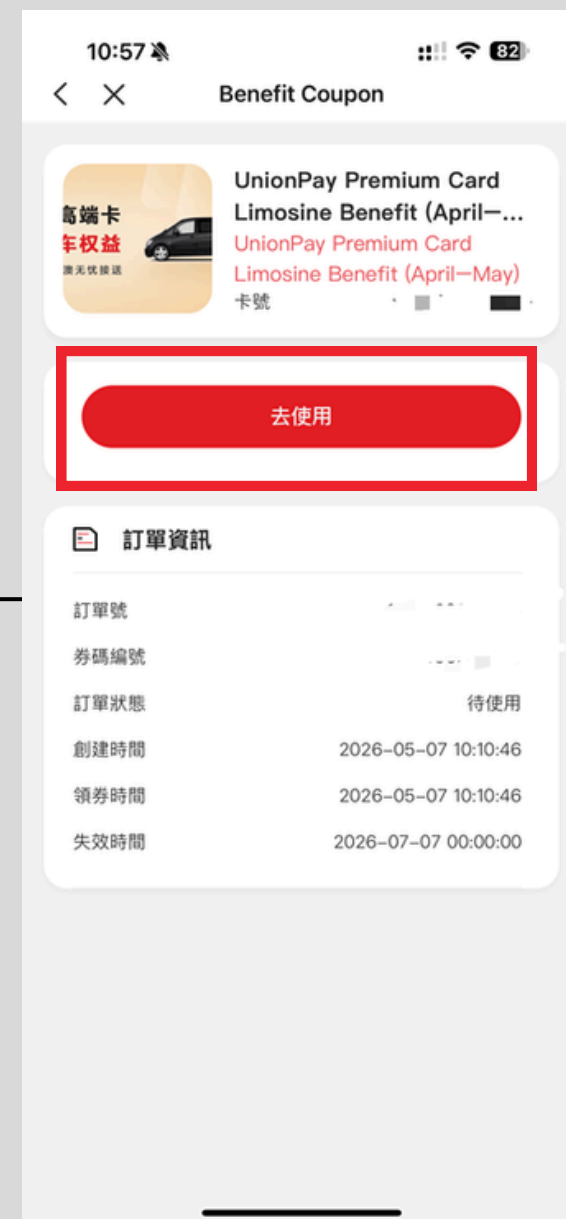 10:57
82
Benefit Coupon
高端卡
车权益
澳无忧接送
UnionPay Premium Card
Limosine Benefit (April—...
UnionPay Premium Card
Limosine Benefit (April—May)
卡號
去使用
訂單資訊
訂單號
券碼編號
訂單狀態 待使用
創建時間 2026-05-07 10:10:46
領券時間 2026-05-07 10:10:46
失效時間 2026-07-07 00:00:00